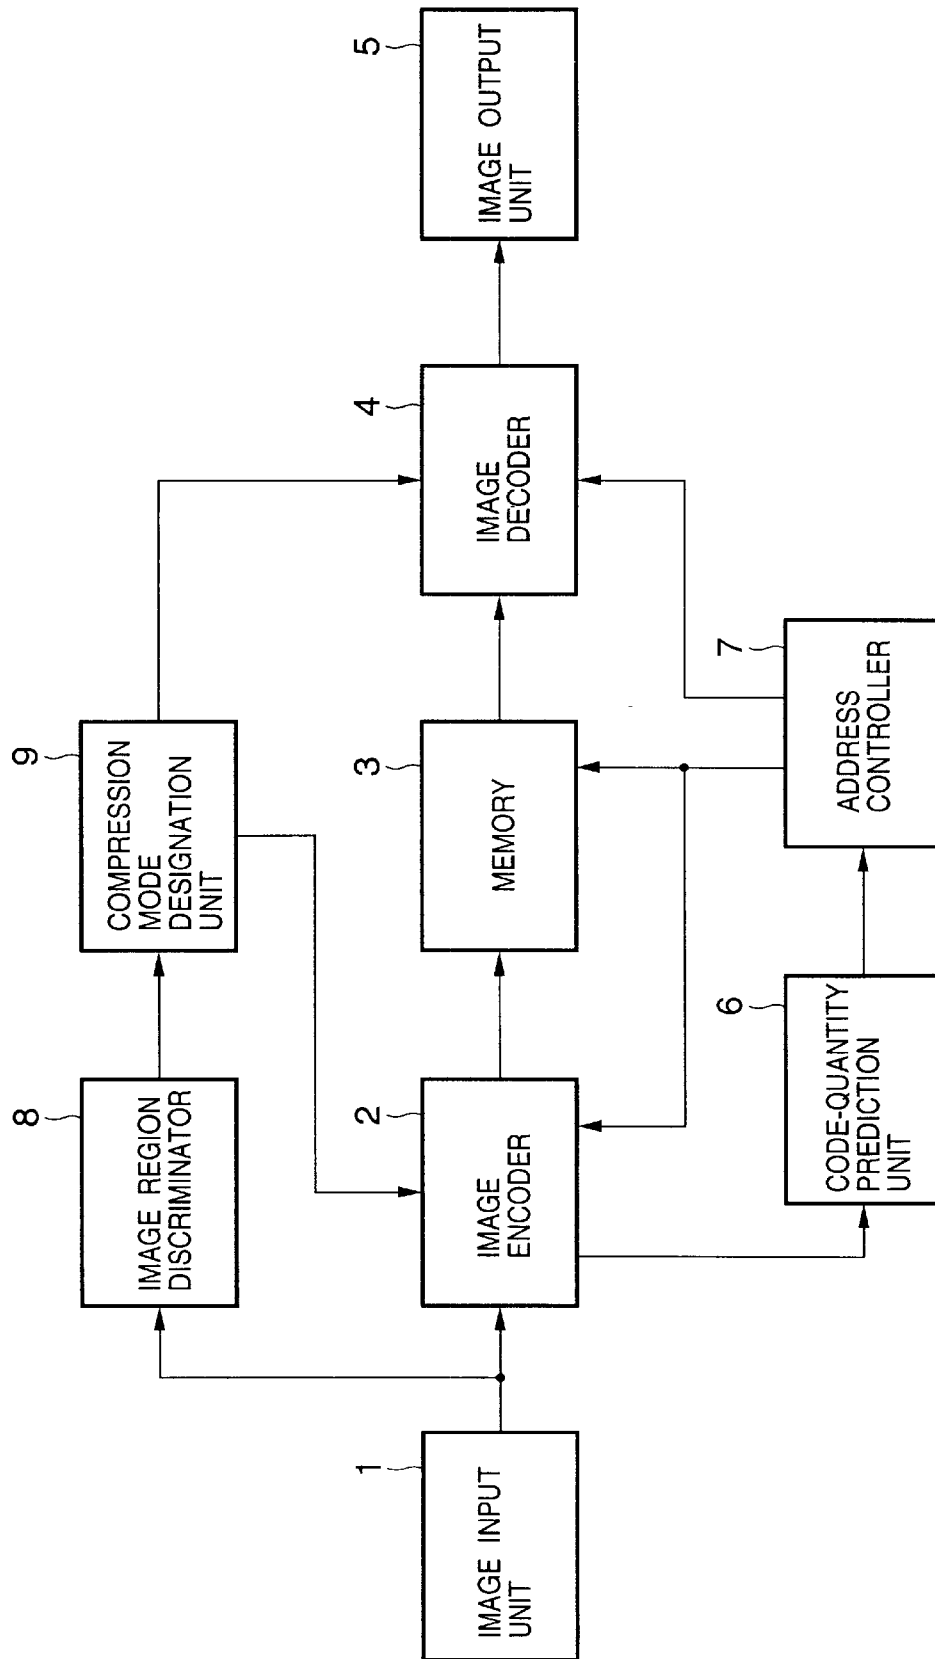 8
IMAGE REGION
DISCRIMINATOR
9
COMPRESSION
MODE
DESIGNATION
UNIT
1
IMAGE INPUT
UNIT
2
IMAGE
ENCODER
3
MEMORY
4
IMAGE
DECODER
5
IMAGE OUTPUT
UNIT
6
CODE-QUANTITY
PREDICTION
UNIT
7
ADDRESS
CONTROLLER